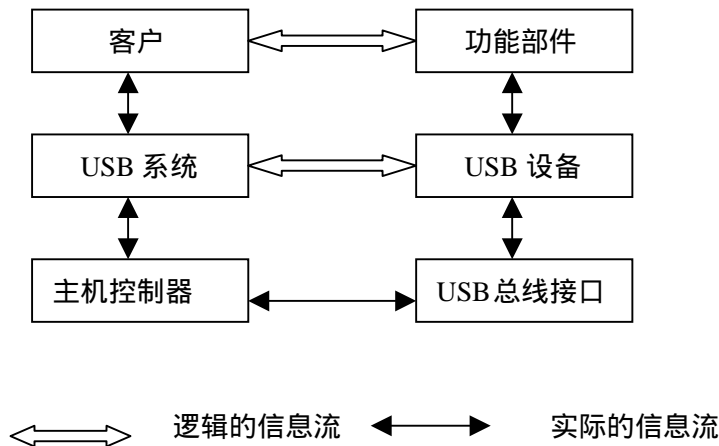 客户
功能部件
USB 系统
USB 设备
主机控制器
USB总线接口
逻辑的信息流
实际的信息流